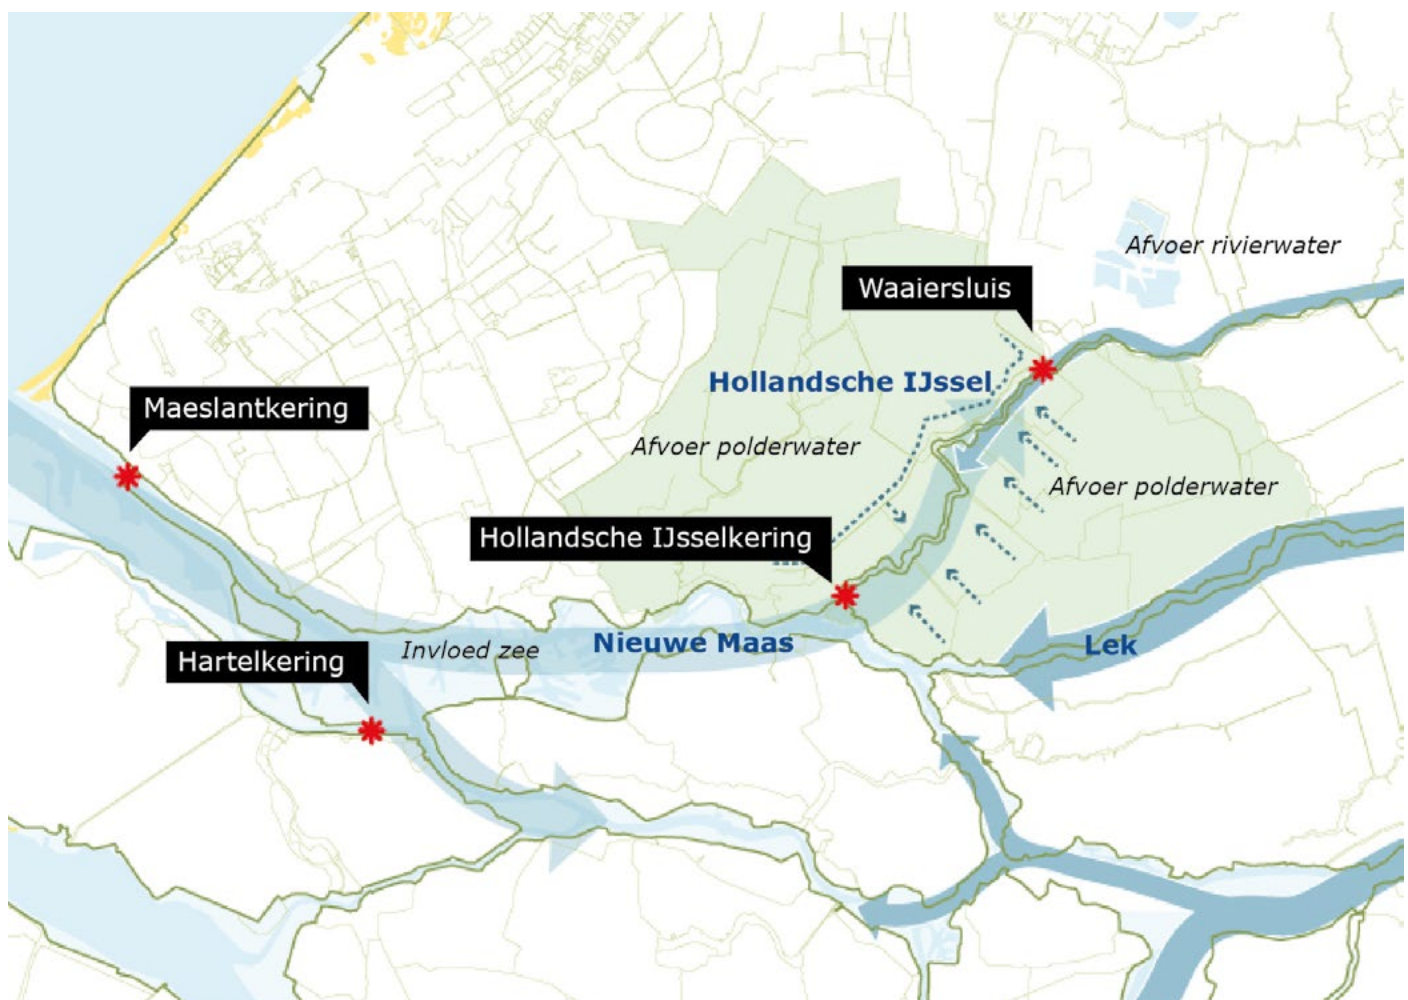 Afvoer rivierwater
Waaiersluis
Hollandsche IJssel
Maeslantkering
Afvoer polderwater
Afvoer polderwater
Hollandsche IJsselkering
Nieuwe Maas
Invloed zee
Lek
Hartelkering